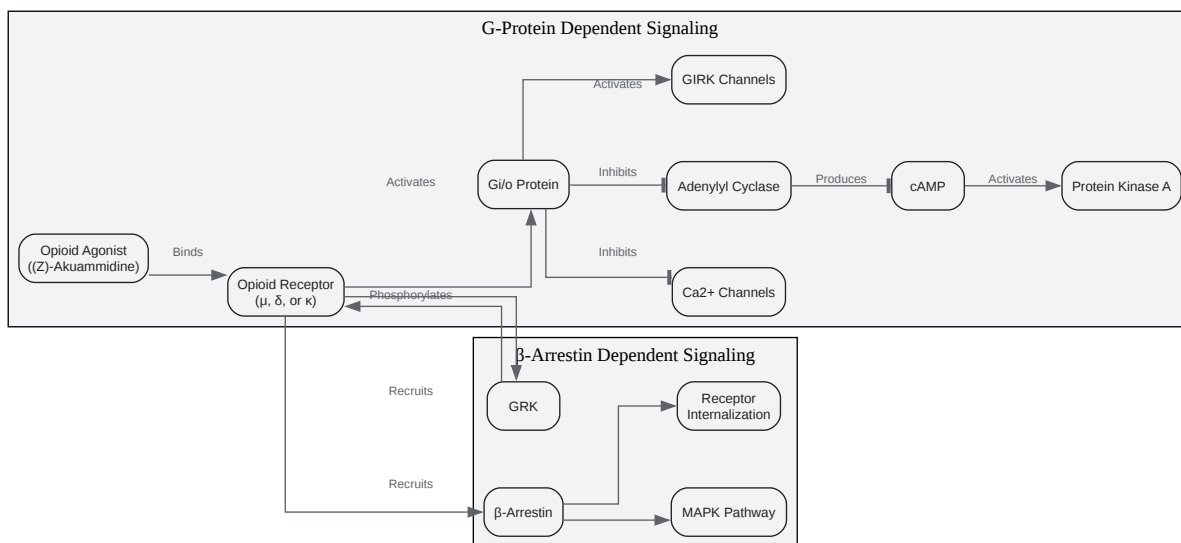 G-Protein Dependent Signaling
GIRK Channels
Activates
Activates
Gi/o Protein
Inhibits
Adenylyl Cyclase
Produces
cAMP
Activates
Protein Kinase A
Opioid Agonist
((Z)-Akuammidine)
Binds
Inhibits
Opioid Receptor
(μ, δ, or κ)
Phosphorylates
Ca2+ Channels
β-Arrestin Dependent Signaling
Recruits
GRK
Receptor
Internalization
Recruits
β-Arrestin
MAPK Pathway